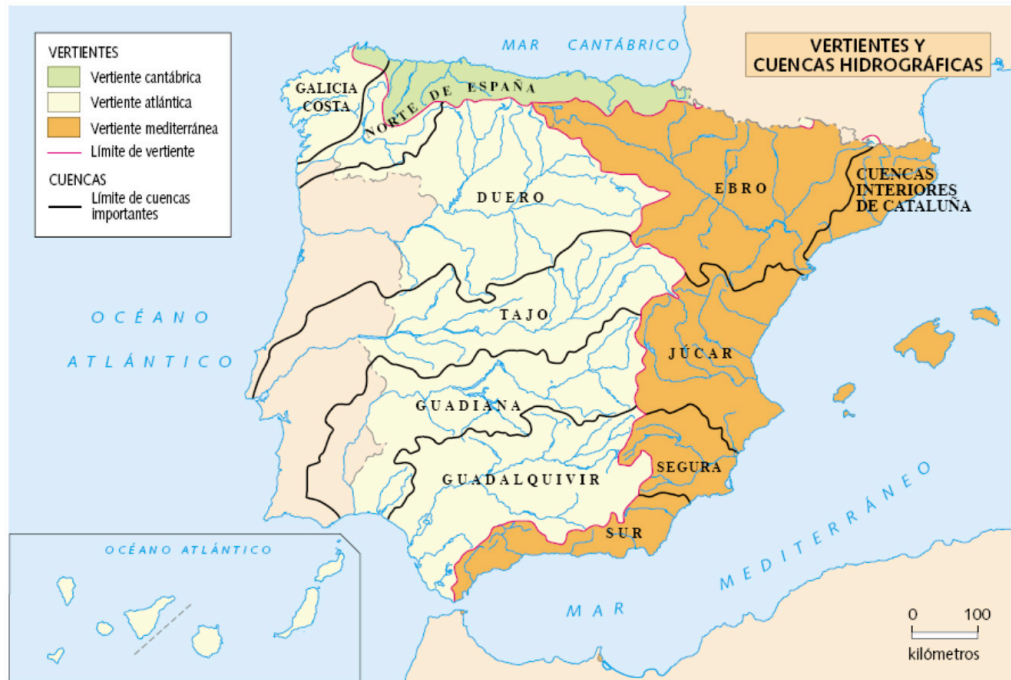 VERTIENTES Y
CUENCAS HIDROGRÁFICAS
VERTIENTES
Vertiente cantábrica
Vertiente atlántica
Vertiente mediterránea
Límite de vertiente
CUENCAS
Límite de cuencas
importantes
MAR CANTÁBRICO
GALICIA
COSTA
NORTE DE ESPAÑA
DUERO
EBRO
CUENCAS
INTERIORES
DE CATALUÑA
TAJO
OCÉANO
ATLÁNTICO
JÚCAR
GUADIANA
GUADALQUIVIR
SEGURA
SUR
MAR MEDITERRÁNEO
OCÉANO ATLÁNTICO
0 100
kilómetros